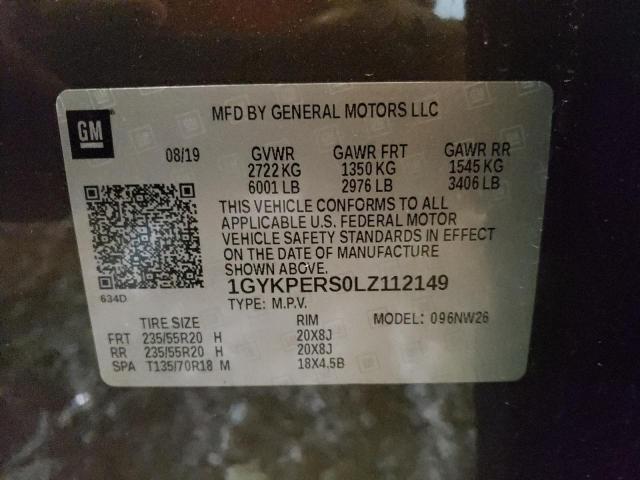 GM
MFD BY GENERAL MOTORS LLC
08/19 GVWR GAWR FRT GAWR RR
2722 KG 1350 KG 1545 KG
6001 LB 2976 LB 3406 LB
THIS VEHICLE CONFORMS TO ALL
APPLICABLE U.S. FEDERAL MOTOR
VEHICLE SAFETY STANDARDS IN EFFECT
ON THE DATE OF MANUFACTURE
SHOWN ABOVE.
634D
1GYKPERS0LZ112149
TYPE: M.P.V.
TIRE SIZE RIM MODEL: 096NW26
FRT 235/55R20 H 20X8J
RR 235/55R20 H 20X8J
SPA T135/70R18 M 18X4.5B